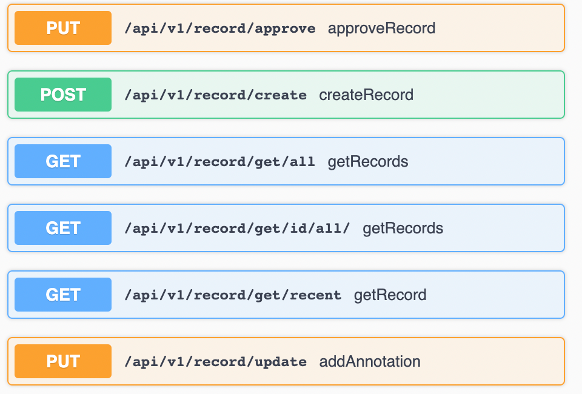 PUT /api/v1/record/approve approveRecord
POST /api/v1/record/create createRecord
GET /api/v1/record/get/all getRecords
GET /api/v1/record/get/id/all/ getRecords
GET /api/v1/record/get/recent getRecord
PUT /api/v1/record/update addAnnotation